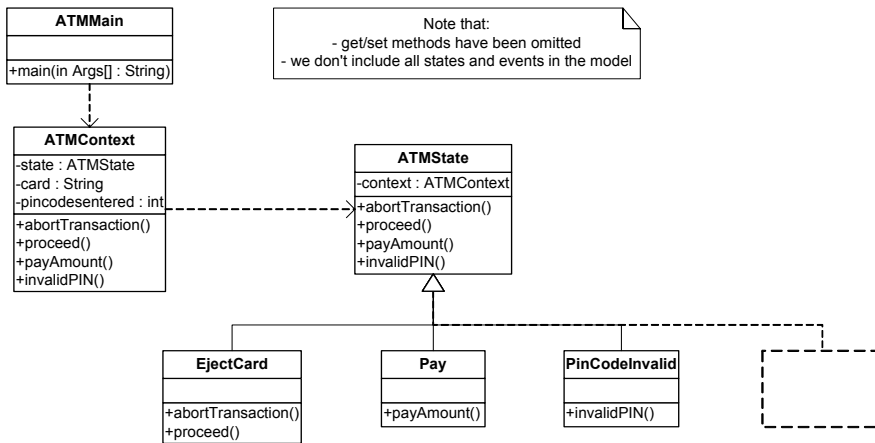 ATMMain
+main(in Args[] : String)
Note that:
- get/set methods have been omitted
- we don't include all states and events in the model
ATMContext
-state : ATMState
-card : String
-pincodesentered : int
+abortTransaction()
+proceed()
+payAmount()
+invalidPIN()
ATMState
-context : ATMContext
+abortTransaction()
+proceed()
+payAmount()
+invalidPIN()
EjectCard
+abortTransaction()
+proceed()
Pay
+payAmount()
PinCodeInvalid
+invalidPIN()